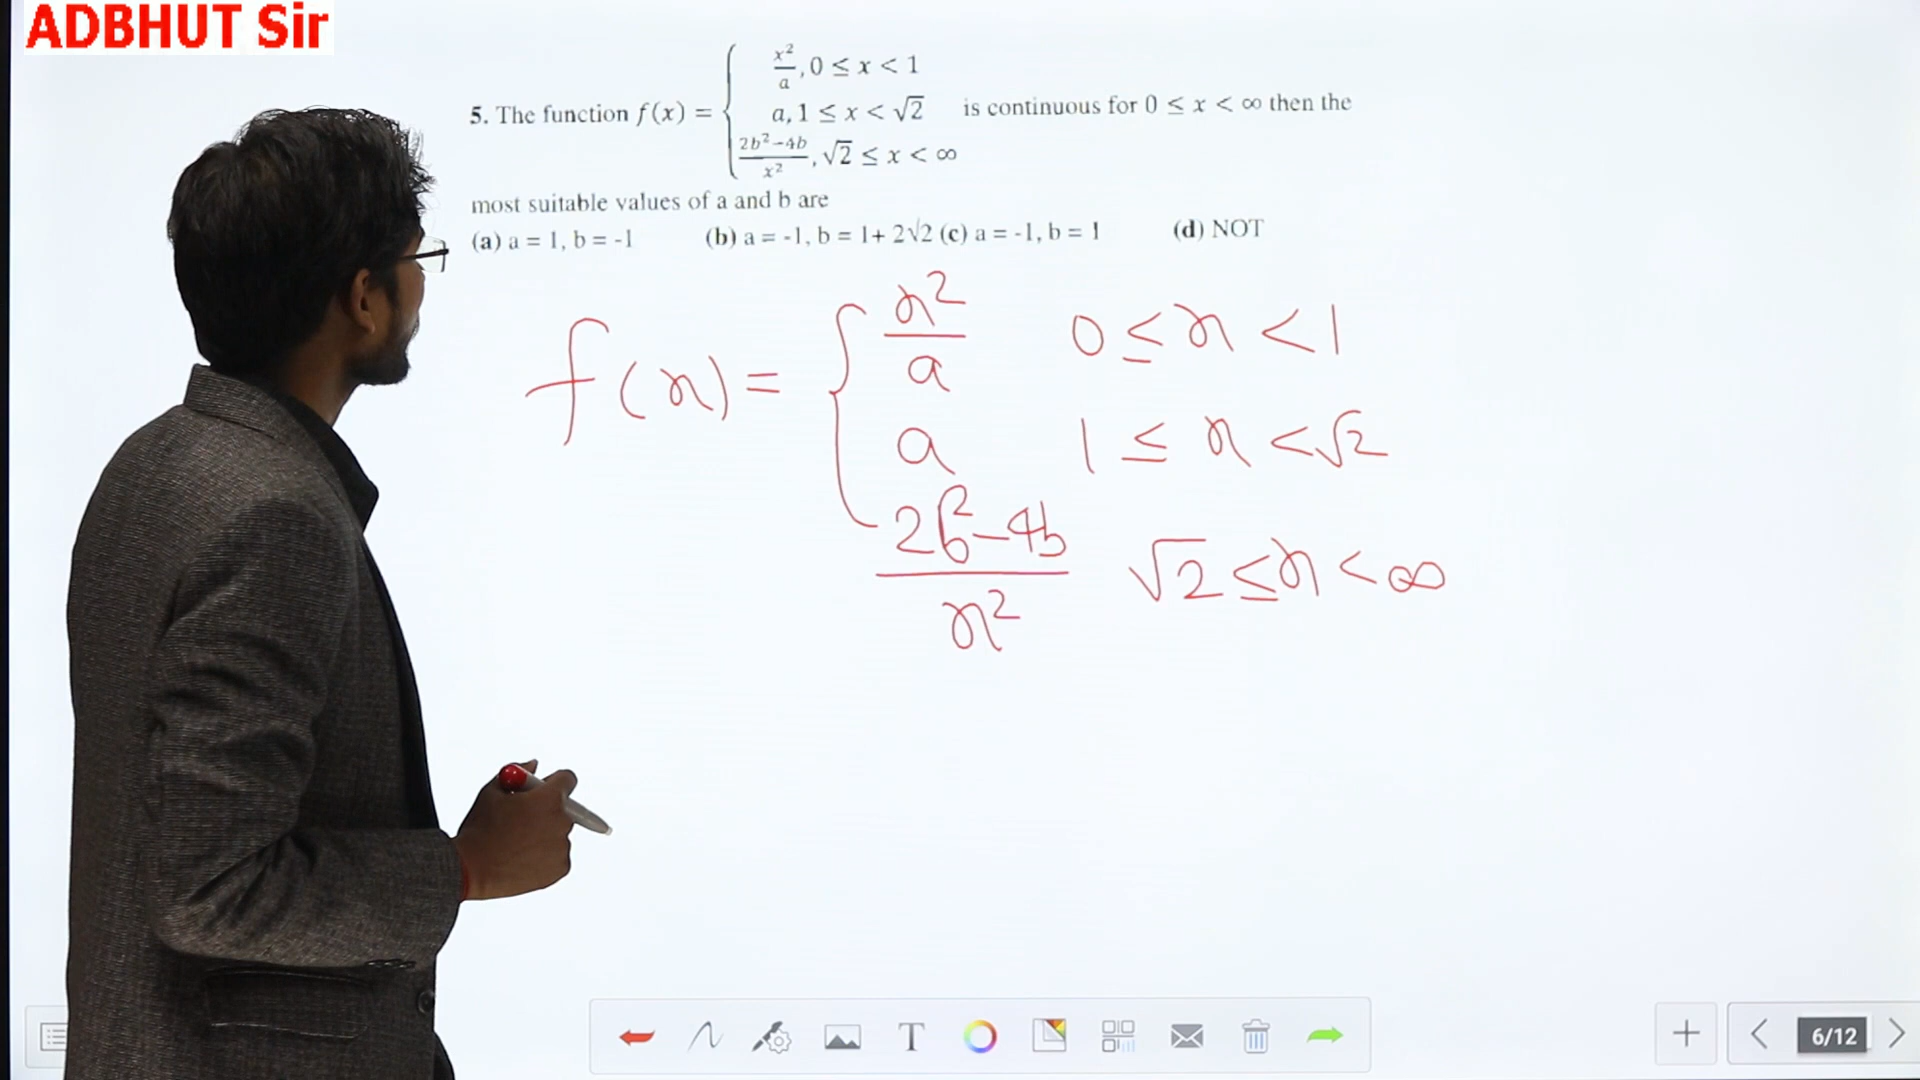 ADBHUT Sir
x²/a, 0 ≤ x < 1
5. The function f(x) = { a, 1 ≤ x < √2 is continuous for 0 ≤ x < ∞ then the
2b²−4b/x², √2 ≤ x < ∞
most suitable values of a and b are
(a) a = 1, b = -1 (b) a = -1, b = 1+ 2√2 (c) a = -1, b = 1 (d) NOT
f(x) = { x²/a 0 ≤ x < 1
a 1 ≤ x < √2
2b²−4b/x² √2 ≤ x < ∞
T
6/12